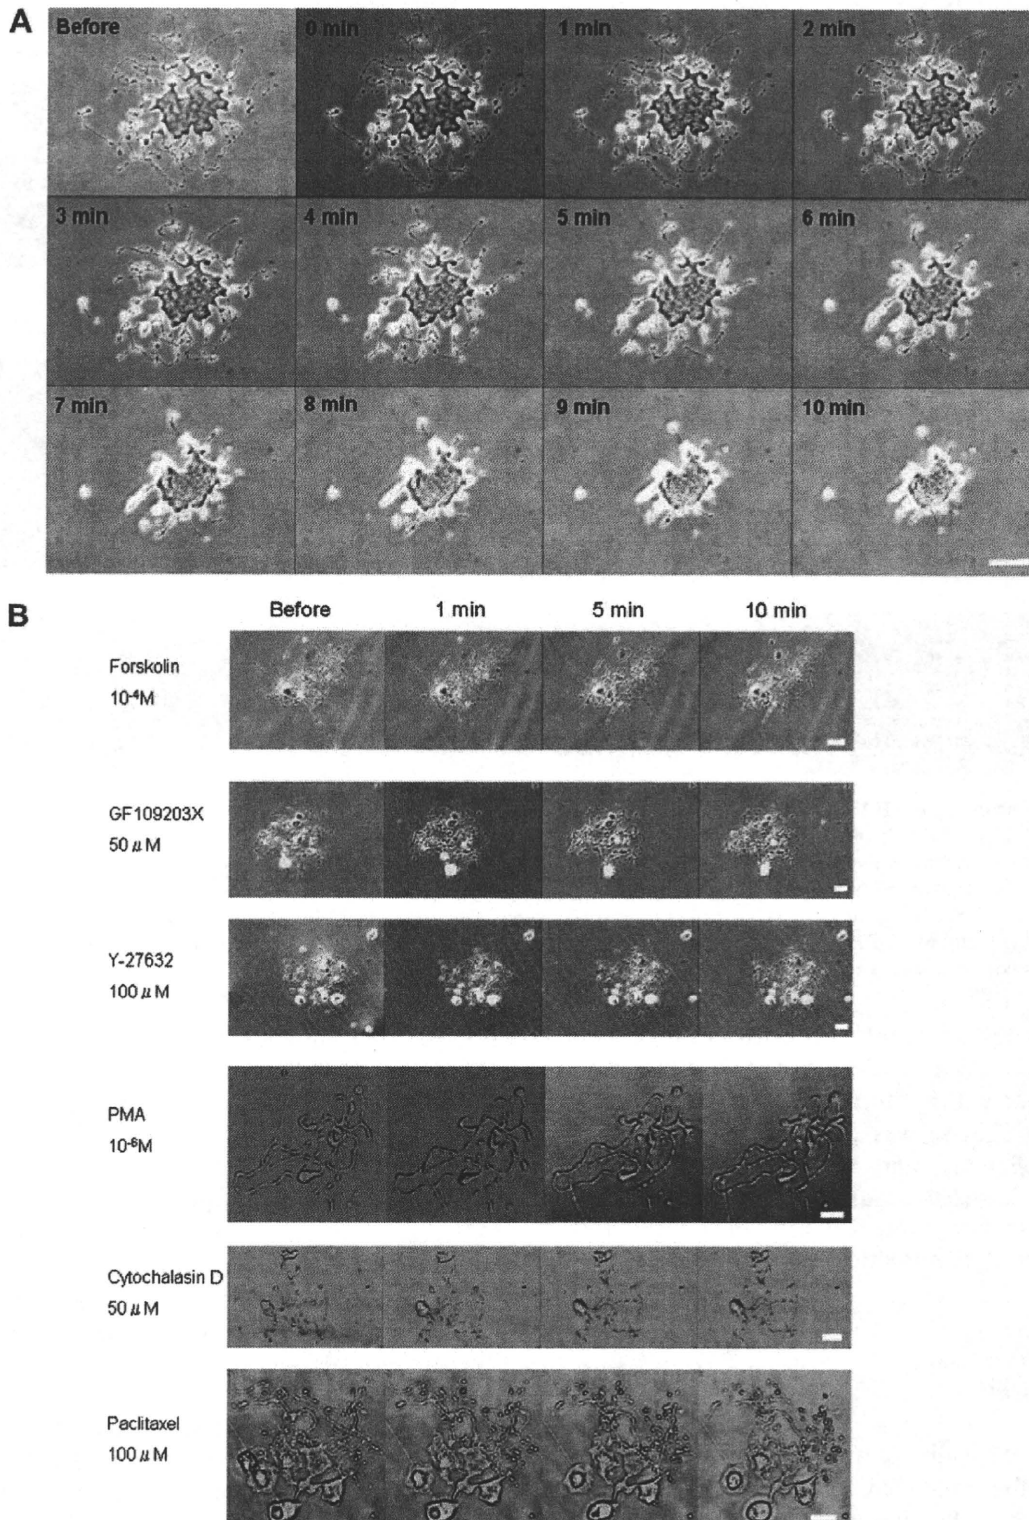 A
Before
0 min
1 min
2 min
3 min
4 min
5 min
6 min
7 min
8 min
9 min
10 min
B
Before
1 min
5 min
10 min
Forskolin
10⁻⁴M
GF109203X
50 μM
Y-27632
100 μM
PMA
10⁻⁶M
Cytochalasin D
50 μM
Paclitaxel
100 μM